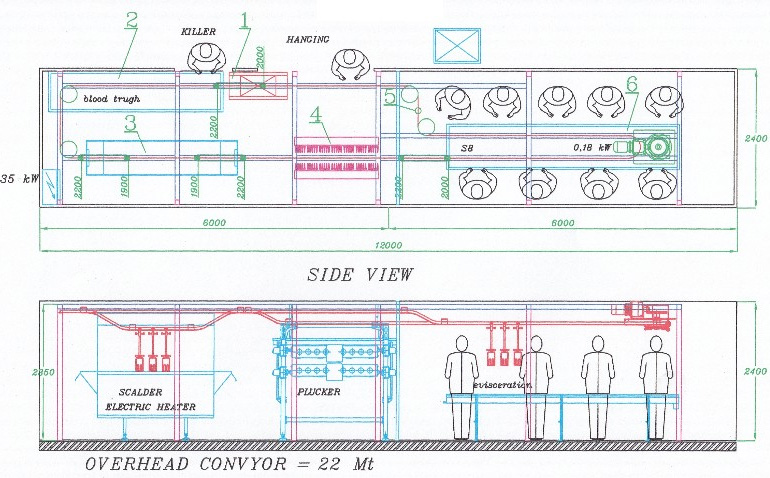 KILLER
HANGING
1
2
3
4
5
6
2000
blood trugh
2200
S8
0,18 kW
35 kW
2200
1900
1900
2200
2200
2000
2400
6000
6000
12000
SIDE VIEW
2850
2400
SCALDER
ELECTRIC HEATER
PLUCKER
evisceration
OVERHEAD CONVYOR = 22 Mt